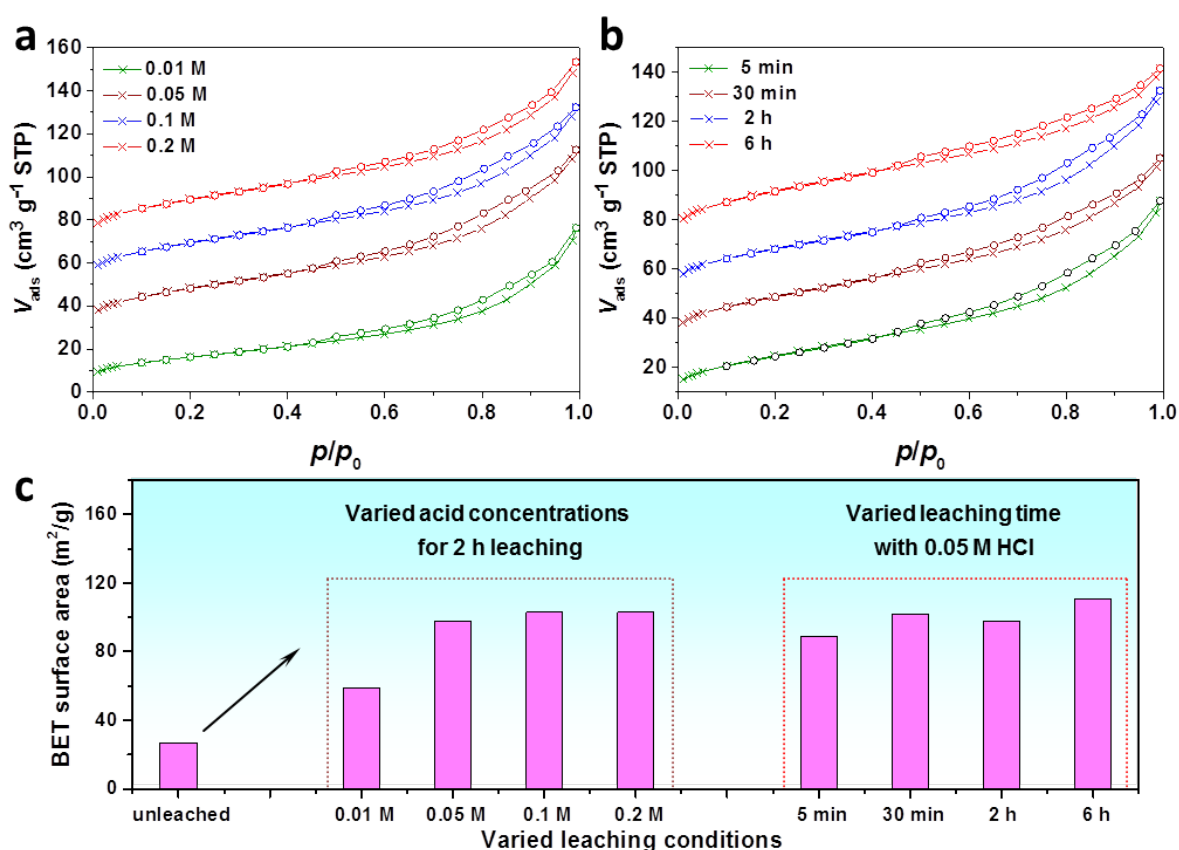 a
160
140
120
100
80
60
40
20
0
V_ads (cm³ g⁻¹ STP)
0.01 M
0.05 M
0.1 M
0.2 M
0.0 0.2 0.4 0.6 0.8 1.0
p/p₀
b
140
120
100
80
60
40
20
V_ads (cm³ g⁻¹ STP)
5 min
30 min
2 h
6 h
0.0 0.2 0.4 0.6 0.8 1.0
p/p₀
c
160
120
80
40
0
BET surface area (m²/g)
Varied acid concentrations
for 2 h leaching
Varied leaching time
with 0.05 M HCl
unleached 0.01 M 0.05 M 0.1 M 0.2 M 5 min 30 min 2 h 6 h
Varied leaching conditions